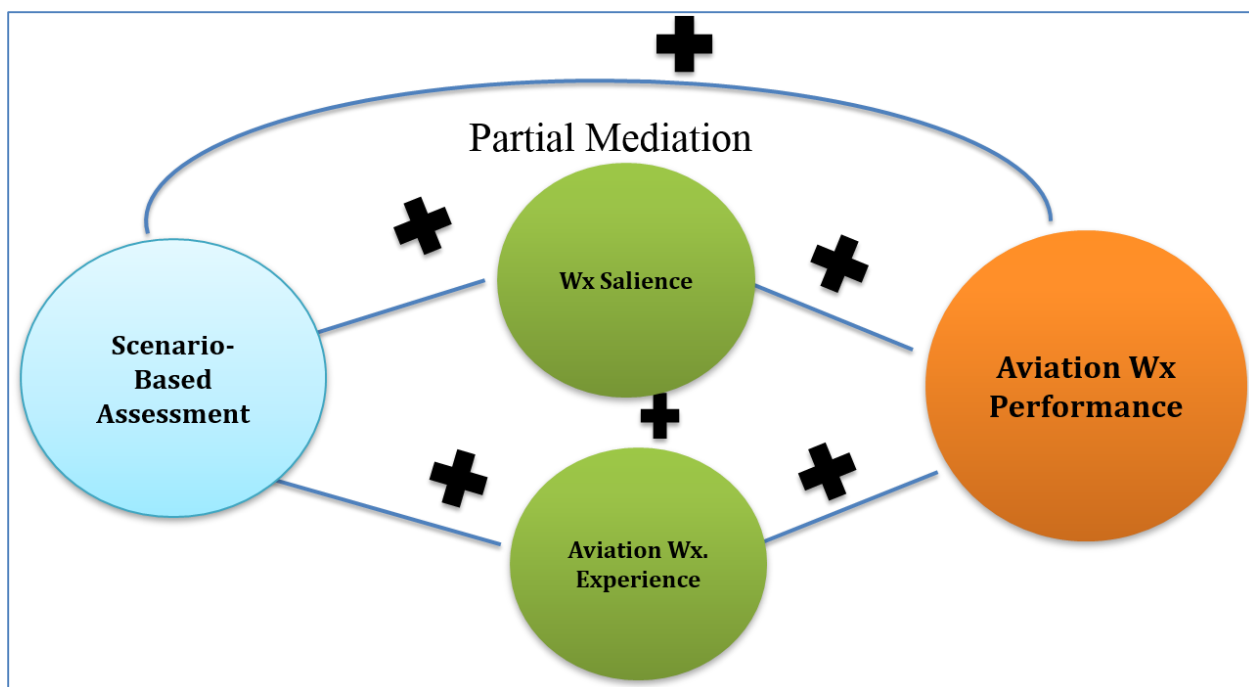 Partial Mediation
Wx Salience
Scenario-
Based
Assessment
Aviation Wx
Performance
Aviation Wx.
Experience